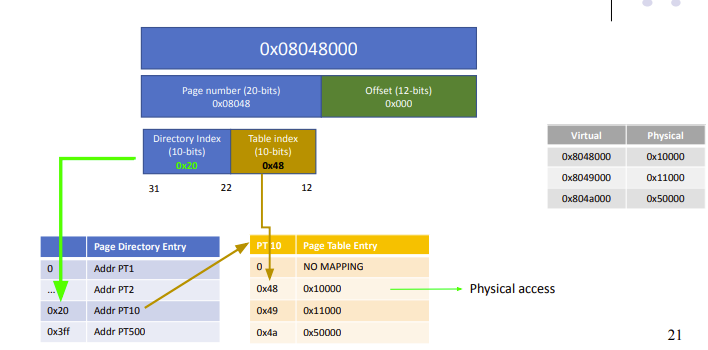 0x08048000
Page number (20-bits)
0x08048
Offset (12-bits)
0x000
Directory Index
(10-bits)
0x20
Table index
(10-bits)
0x48
31
22
12
Virtual Physical
0x8048000 0x10000
0x8049000 0x11000
0x804a000 0x50000
Page Directory Entry
0 Addr PT1
... Addr PT2
0x20 Addr PT10
0x3ff Addr PT500
PT 10 Page Table Entry
0 NO MAPPING
0x48 0x10000
0x49 0x11000
0x4a 0x50000
Physical access
21